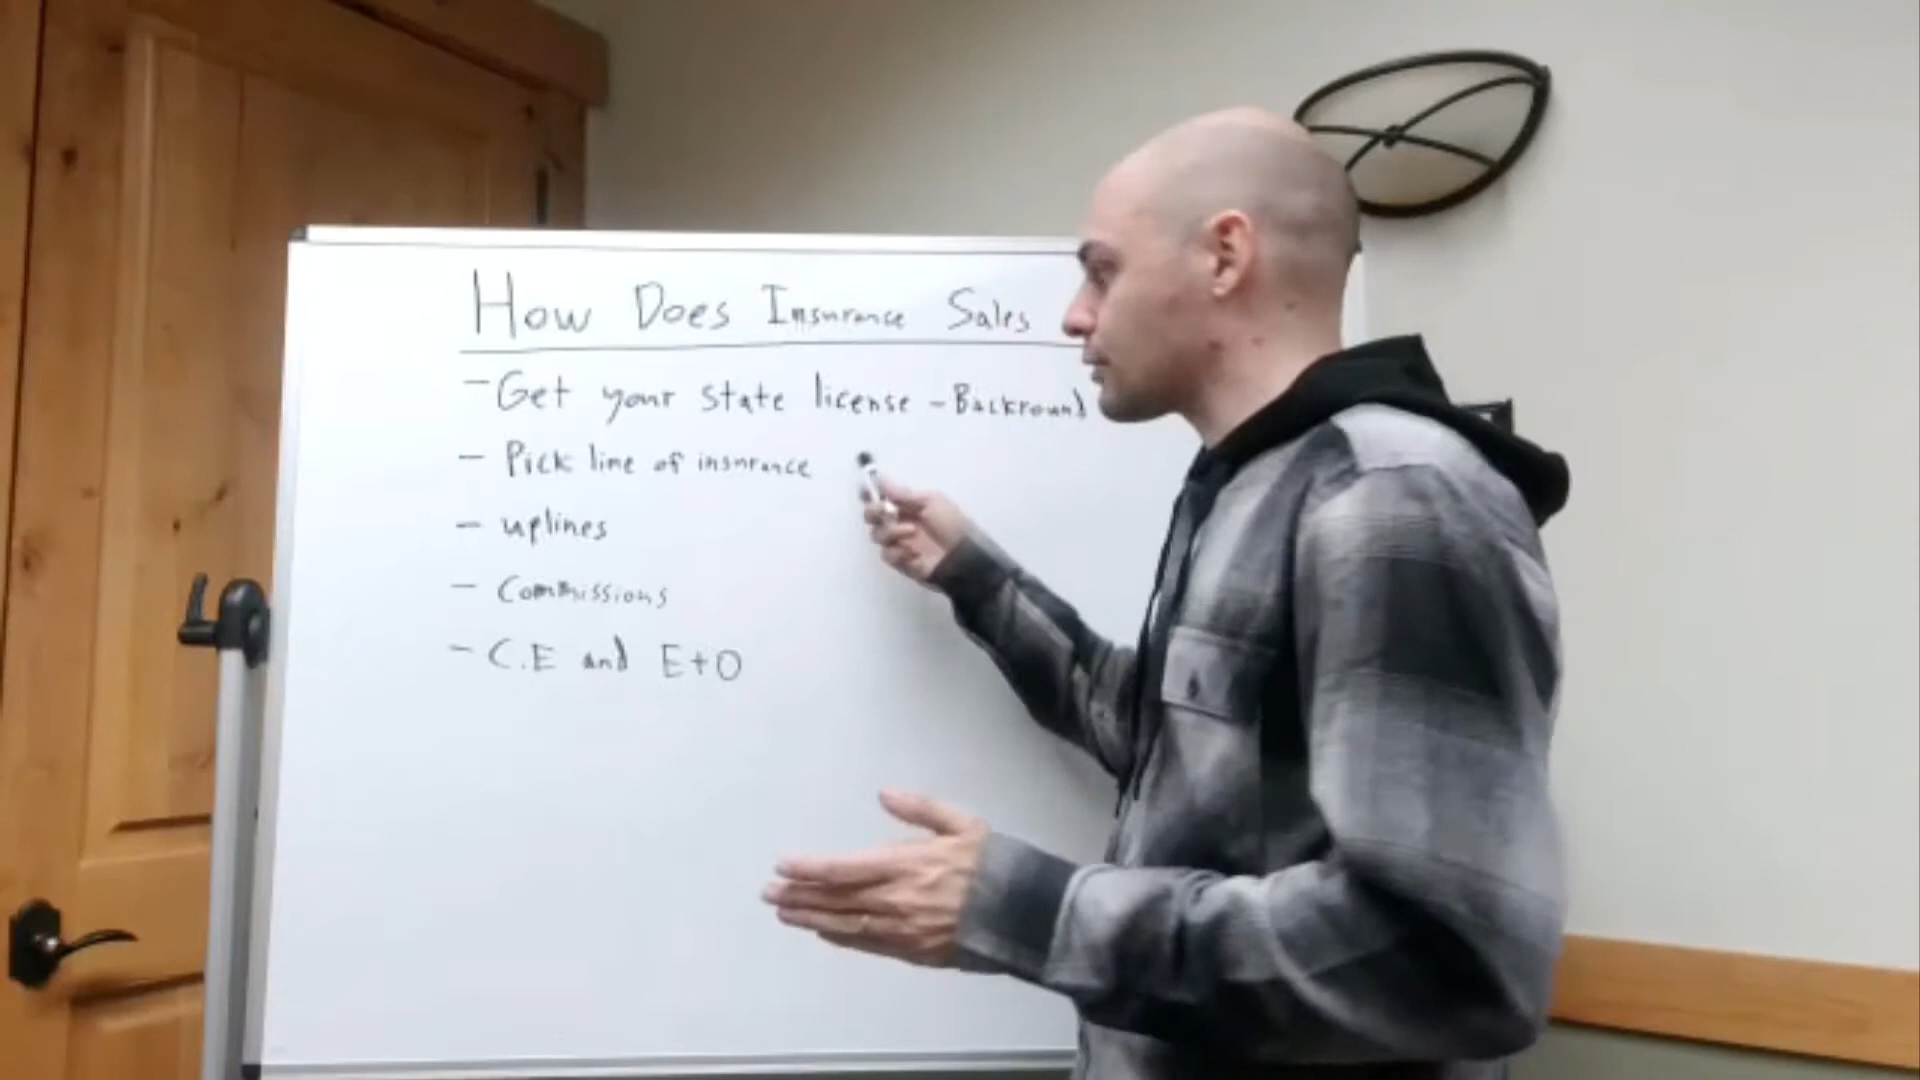 How Does Insurance Sales
- Get your state license - Backround
- Pick line of insurance
- uplines
- Commissions
- C.E and E+O